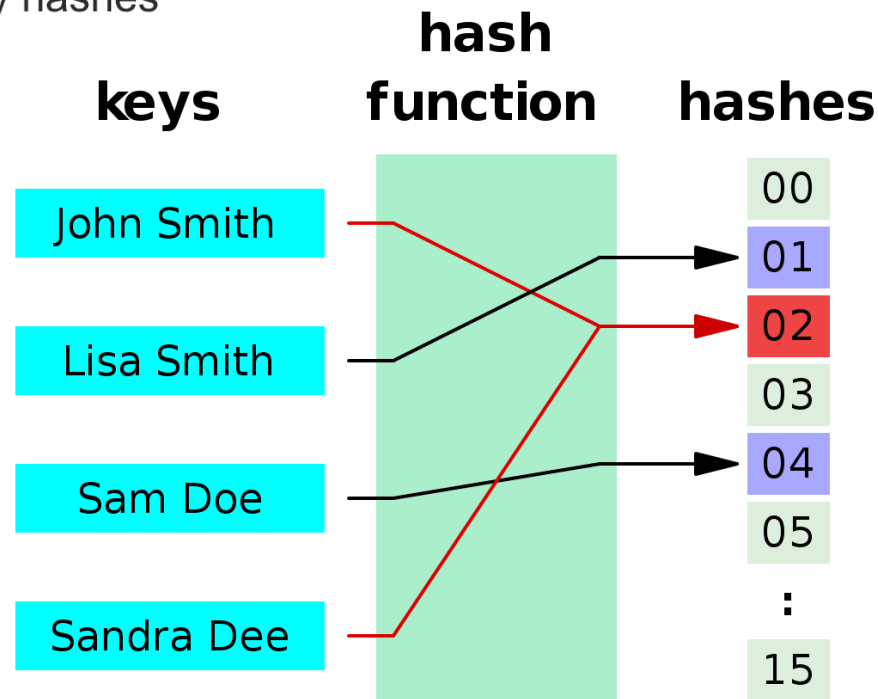 hashes
hash
keys function hashes
John Smith
Lisa Smith
Sam Doe
Sandra Dee
00
01
02
03
04
05
:
15